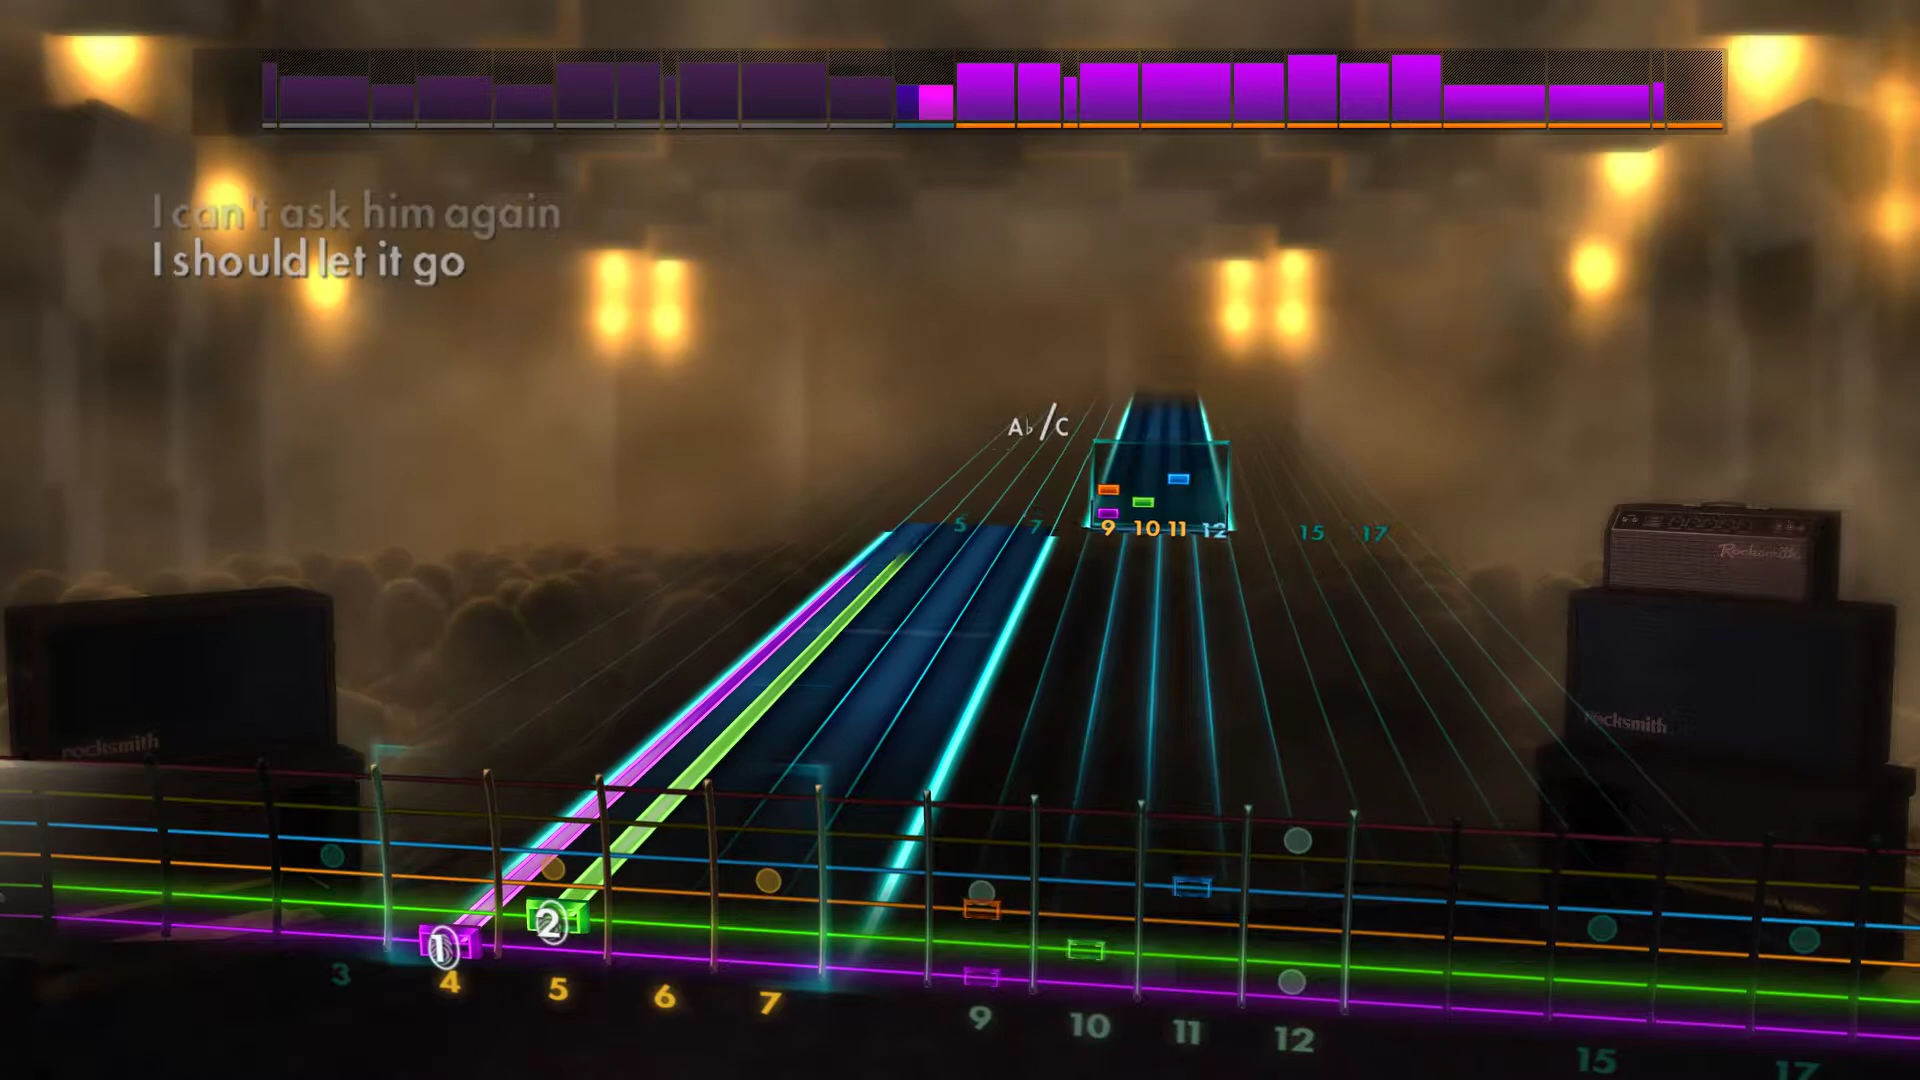 I can't ask him again
I should let it go
A♭/C
5 7 9 10 11 12 15 17
Rocksmith
rocksmith
rocksmith
1 2
3 4 5 6 7 9 10 11 12 15 17